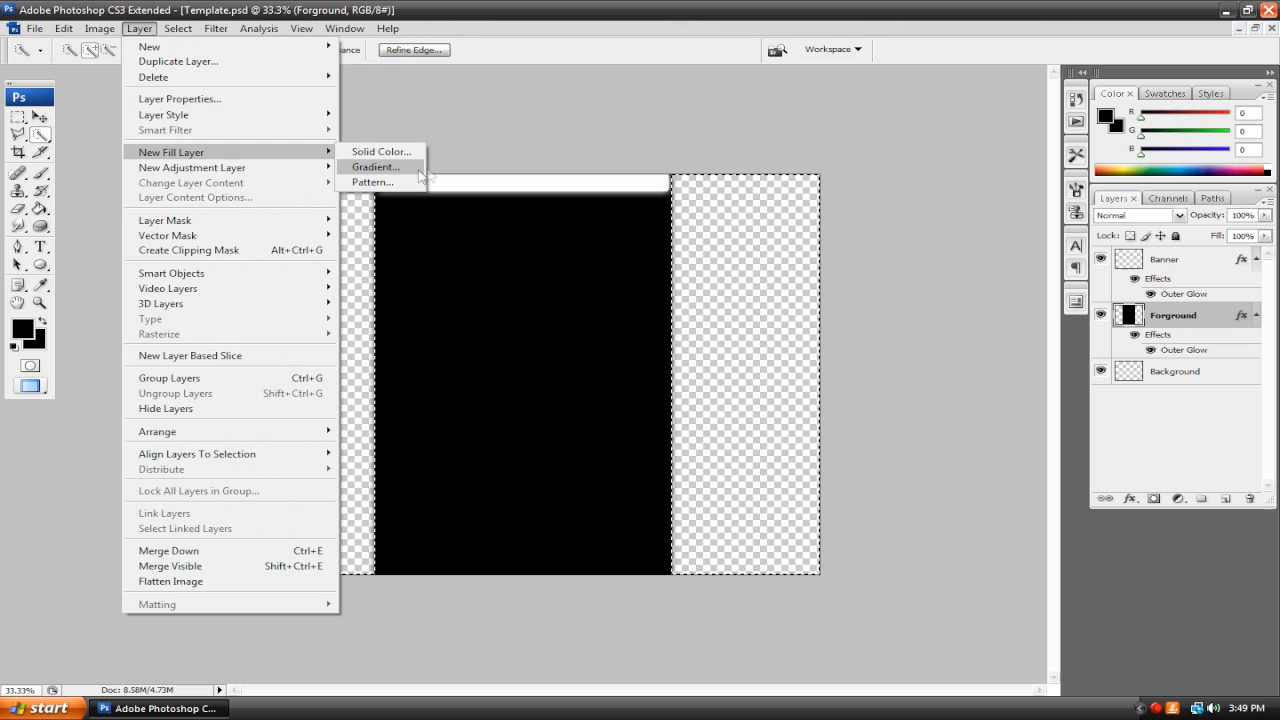 Adobe Photoshop CS3 Extended - [Template.psd @ 33.3% (Forground, RGB/8#)]
File Edit Image Layer Select Filter Analysis View Window Help
Refine Edge...
Workspace
New
Duplicate Layer...
Delete
Layer Properties...
Layer Style
Smart Filter
New Fill Layer
New Adjustment Layer
Change Layer Content
Layer Content Options...
Layer Mask
Vector Mask
Create Clipping Mask Alt+Ctrl+G
Smart Objects
Video Layers
3D Layers
Type
Rasterize
New Layer Based Slice
Group Layers Ctrl+G
Ungroup Layers Shift+Ctrl+G
Hide Layers
Arrange
Align Layers To Selection
Distribute
Lock All Layers in Group...
Link Layers
Select Linked Layers
Merge Down Ctrl+E
Merge Visible Shift+Ctrl+E
Flatten Image
Matting
Solid Color...
Gradient...
Pattern...
Ps
Color Swatches Styles
R 0
G 0
B 0
Layers Channels Paths
Normal Opacity: 100%
Lock: Fill: 100%
Banner fx
Effects
Outer Glow
Forground fx
Effects
Outer Glow
Background
33.33% Doc: 8.58M/4.73M
start Adobe Photoshop C... 3:49 PM